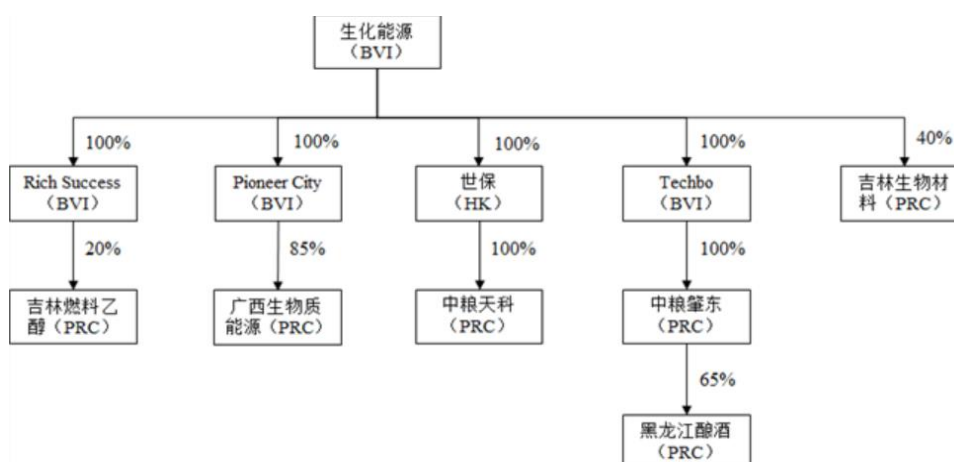 生化能源
（BVI）
100%
100%
100%
100%
40%
Rich Success
（BVI）
Pioneer City
（BVI）
世保
(HK)
Techbo
（BVI）
吉林生物材
料（PRC）
20%
85%
100%
100%
吉林燃料乙
醇（PRC）
广西生物质
能源（PRC）
中粮天科
（PRC）
中粮肇东
（PRC）
65%
黑龙江酿酒
（PRC）